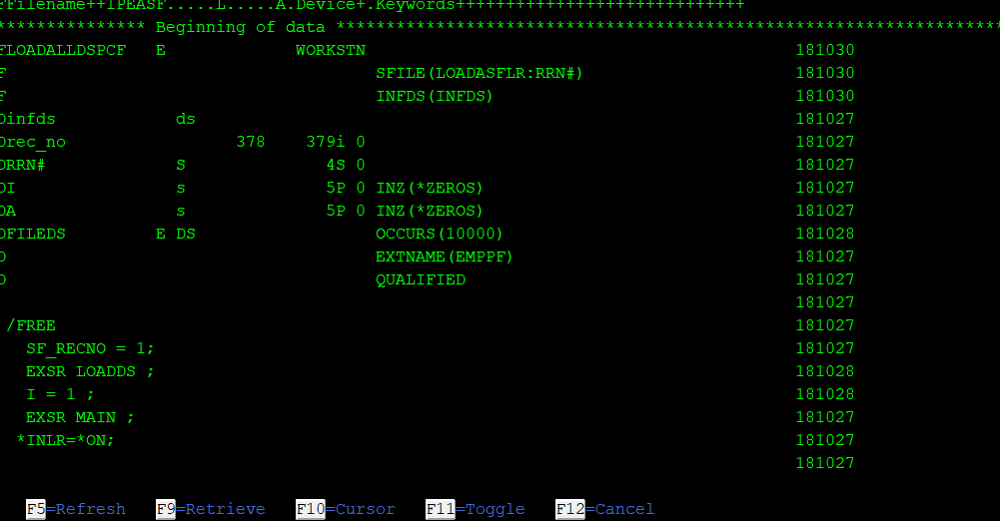 FFilename++IPEASF.....L.....A.Device+.Keywords+++++++++++++++++++++++++++++
*************** Beginning of data *******************************************************************
FLOADALLDSPCF   E             WORKSTN                                           181030
F                                     SFILE(LOADASFLR:RRN#)                     181030
F                                     INFDS(INFDS)                              181030
Dinfds            ds                                                            181027
Drec_no                 378    379i 0                                           181027
DRRN#             S              4S 0                                           181027
DI                s              5P 0 INZ(*ZEROS)                               181027
DA                s              5P 0 INZ(*ZEROS)                               181027
DFILEDS         E DS                  OCCURS(10000)                             181028
D                                     EXTNAME(EMPPF)                            181027
D                                     QUALIFIED                                 181027
181027
/FREE                                                                          181027
SF_RECNO = 1;                                                                181027
EXSR LOADDS ;                                                                181028
I = 1 ;                                                                      181028
EXSR MAIN ;                                                                  181027
*INLR=*ON;                                                                    181027
181027
F5=Refresh   F9=Retrieve   F10=Cursor   F11=Toggle   F12=Cancel